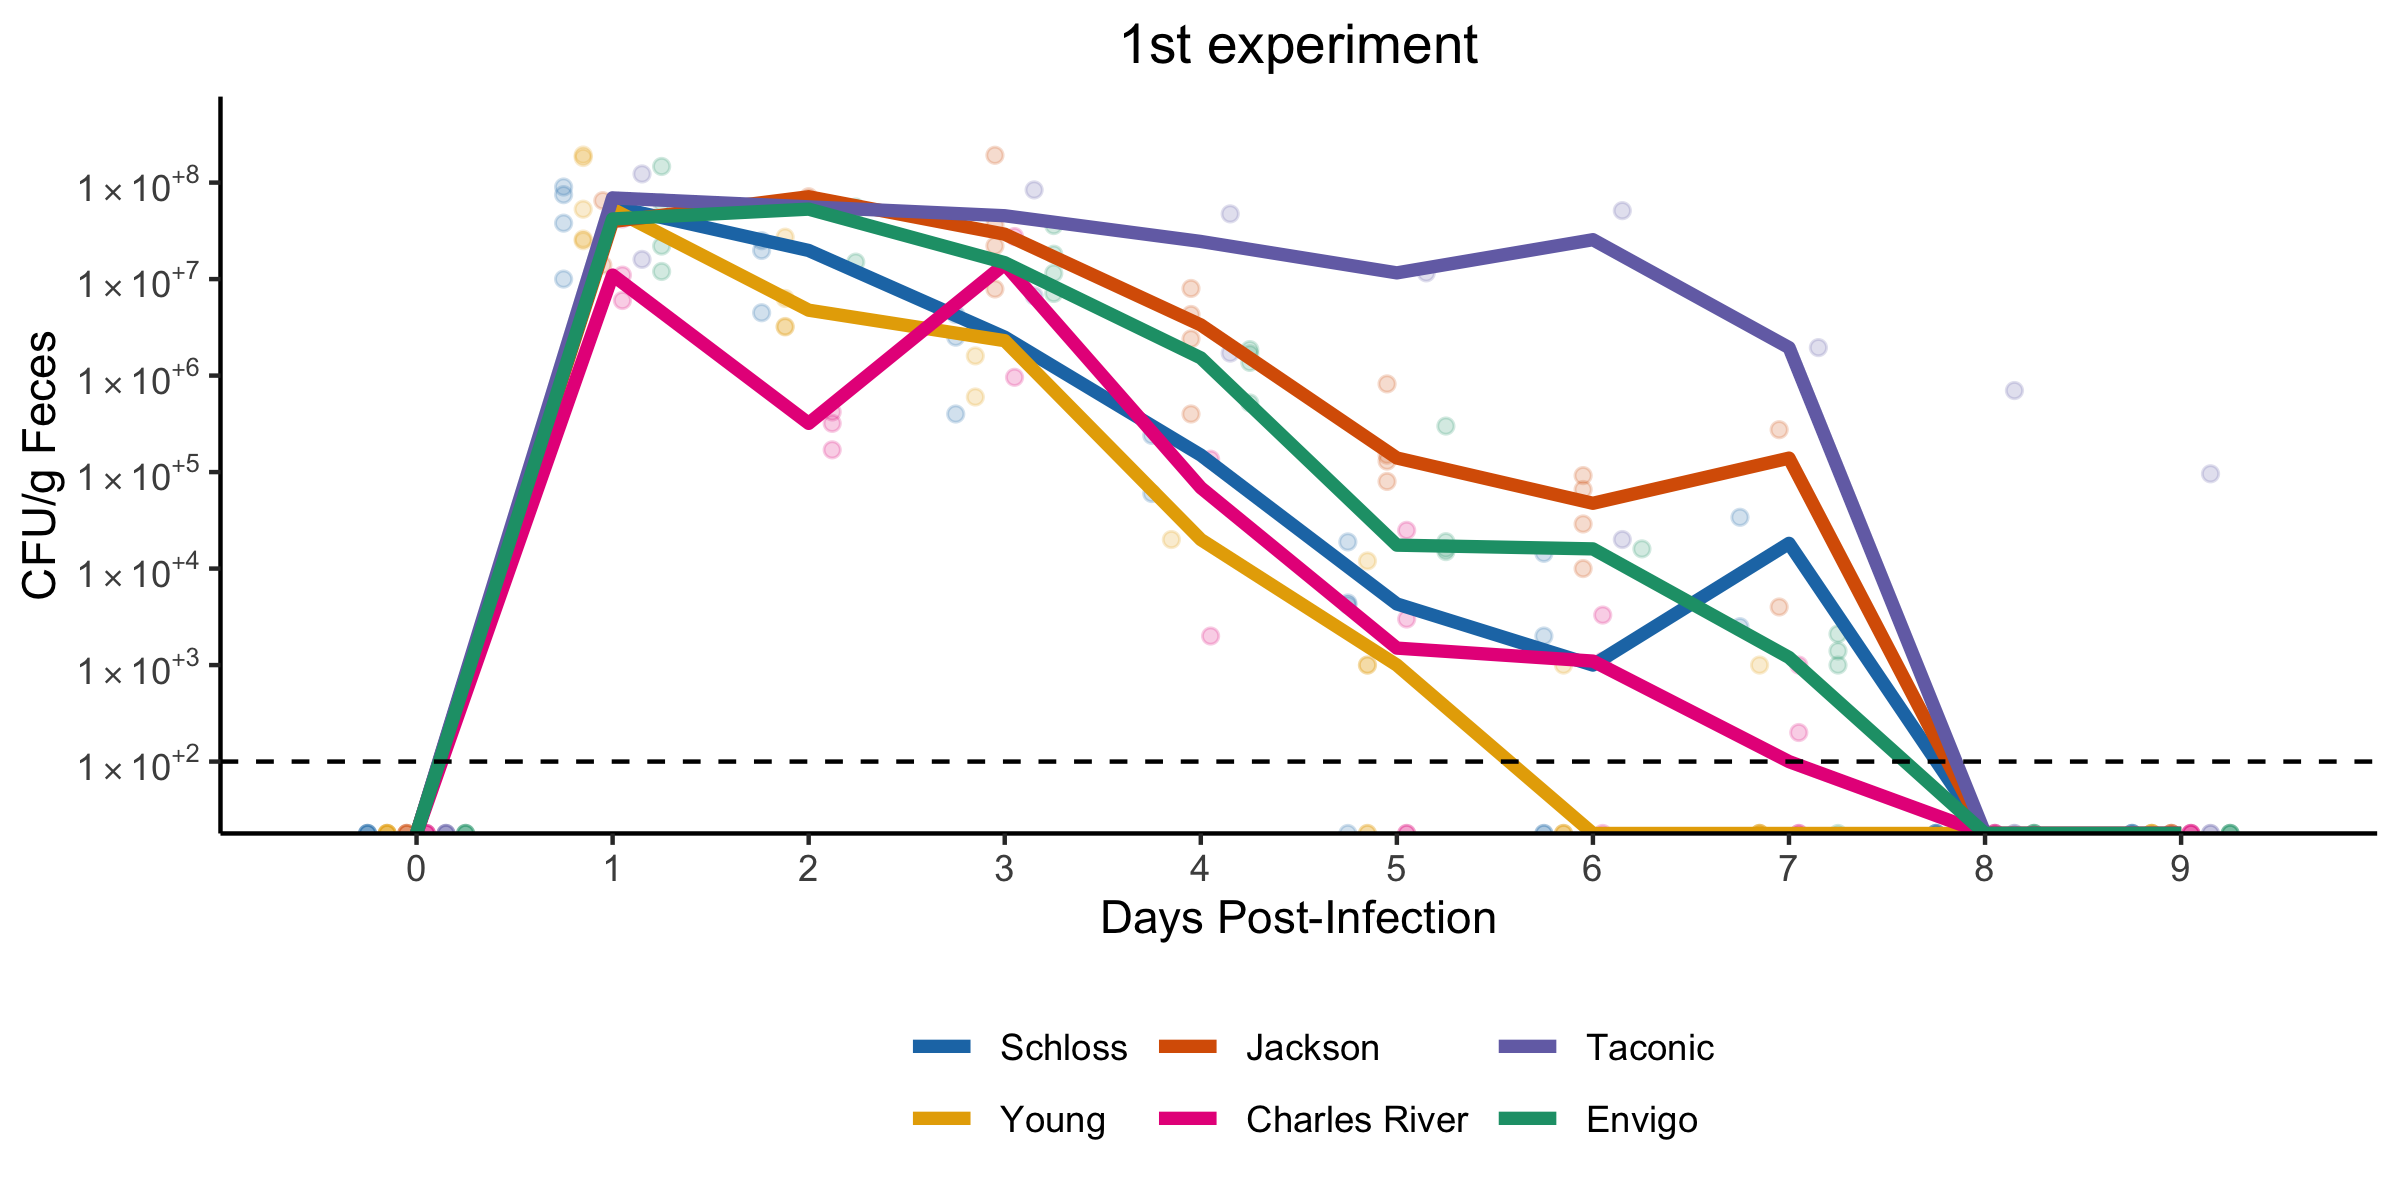 1st experiment
CFU/g Feces
1×10+8
1×10+7
1×10+6
1×10+5
1×10+4
1×10+3
1×10+2
0 1 2 3 4 5 6 7 8 9
Days Post-Infection
Schloss Jackson Taconic
Young Charles River Envigo